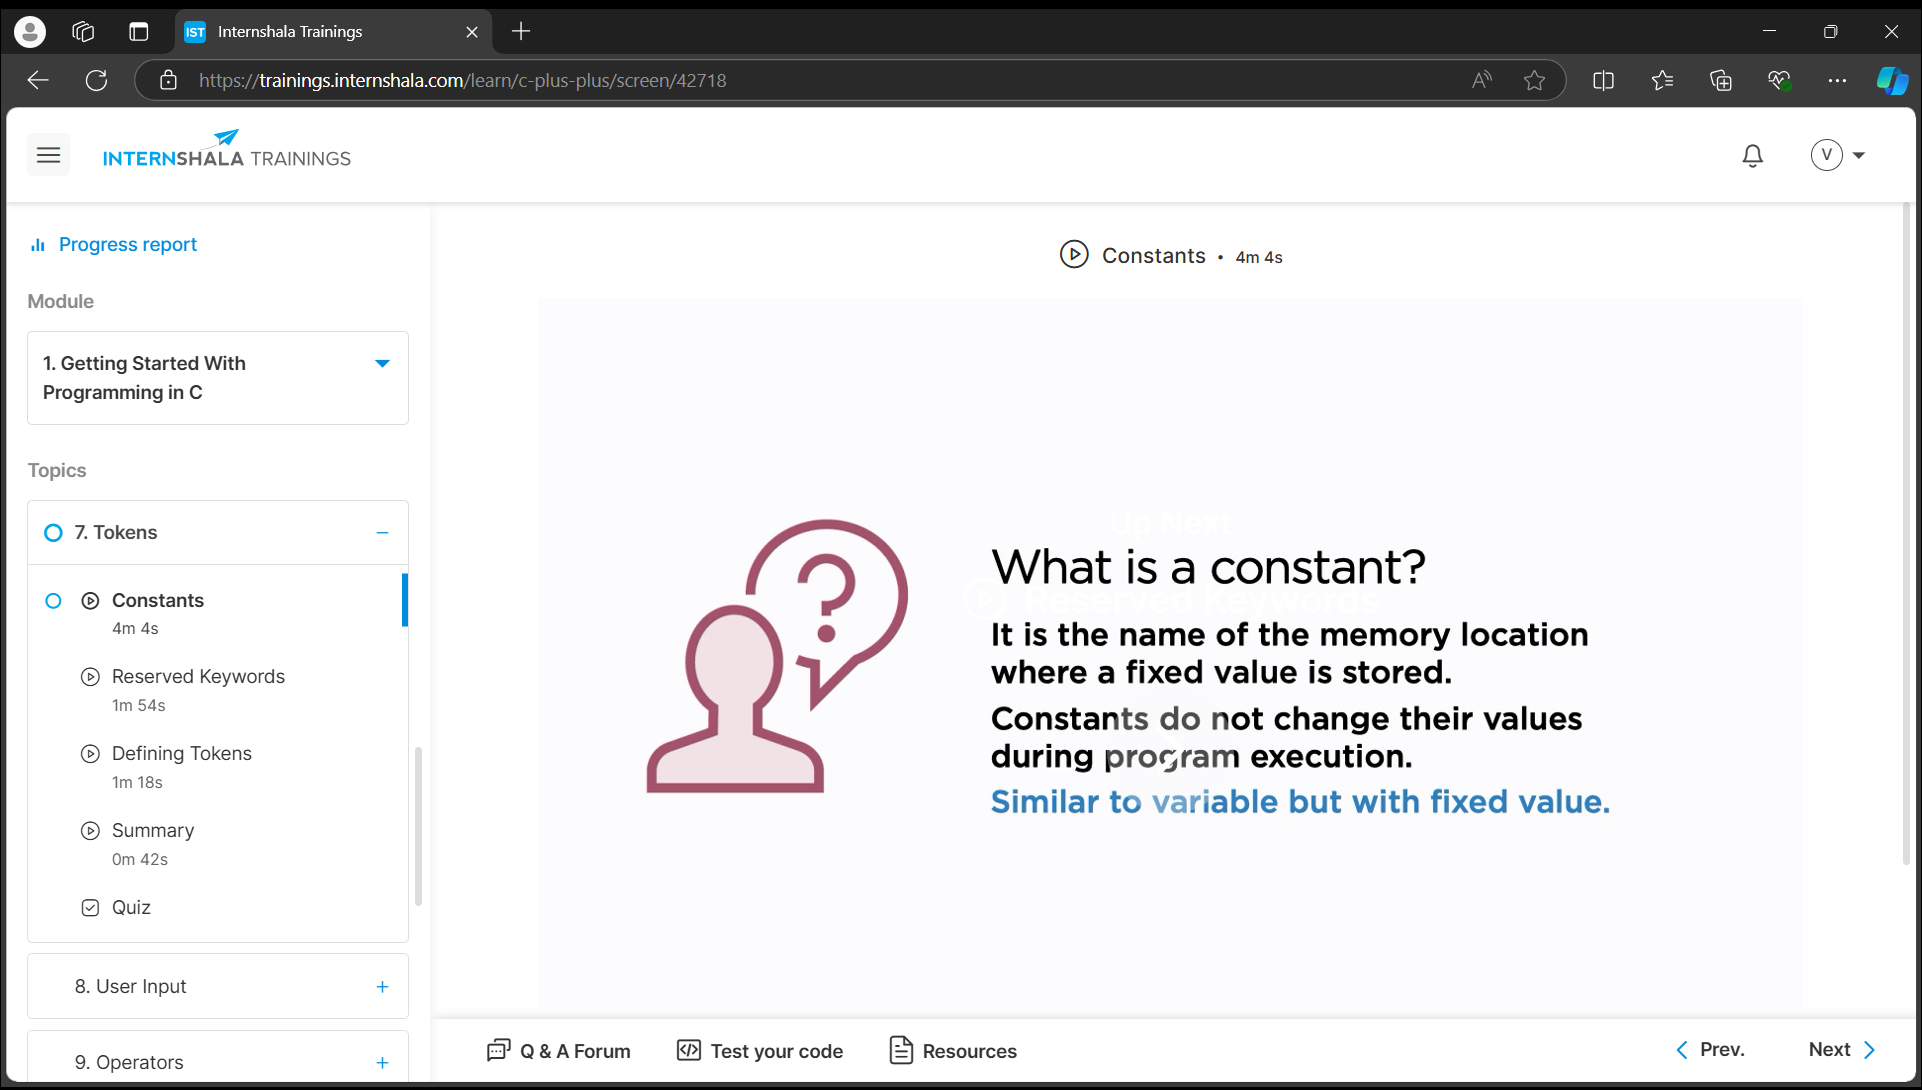 IST Internshala Trainings
https://trainings.internshala.com/learn/c-plus-plus/screen/42718
INTERNSHALA TRAININGS
V
Progress report
Module
1. Getting Started With
Programming in C
Topics
7. Tokens
Constants
4m 4s
Reserved Keywords
1m 54s
Defining Tokens
1m 18s
Summary
0m 42s
Quiz
8. User Input
9. Operators
Constants • 4m 4s
Up Next
What is a constant?
Reserved Keywords
It is the name of the memory location
where a fixed value is stored.
Constants do not change their values
during program execution.
Similar to variable but with fixed value.
Q & A Forum
Test your code
Resources
Prev.
Next